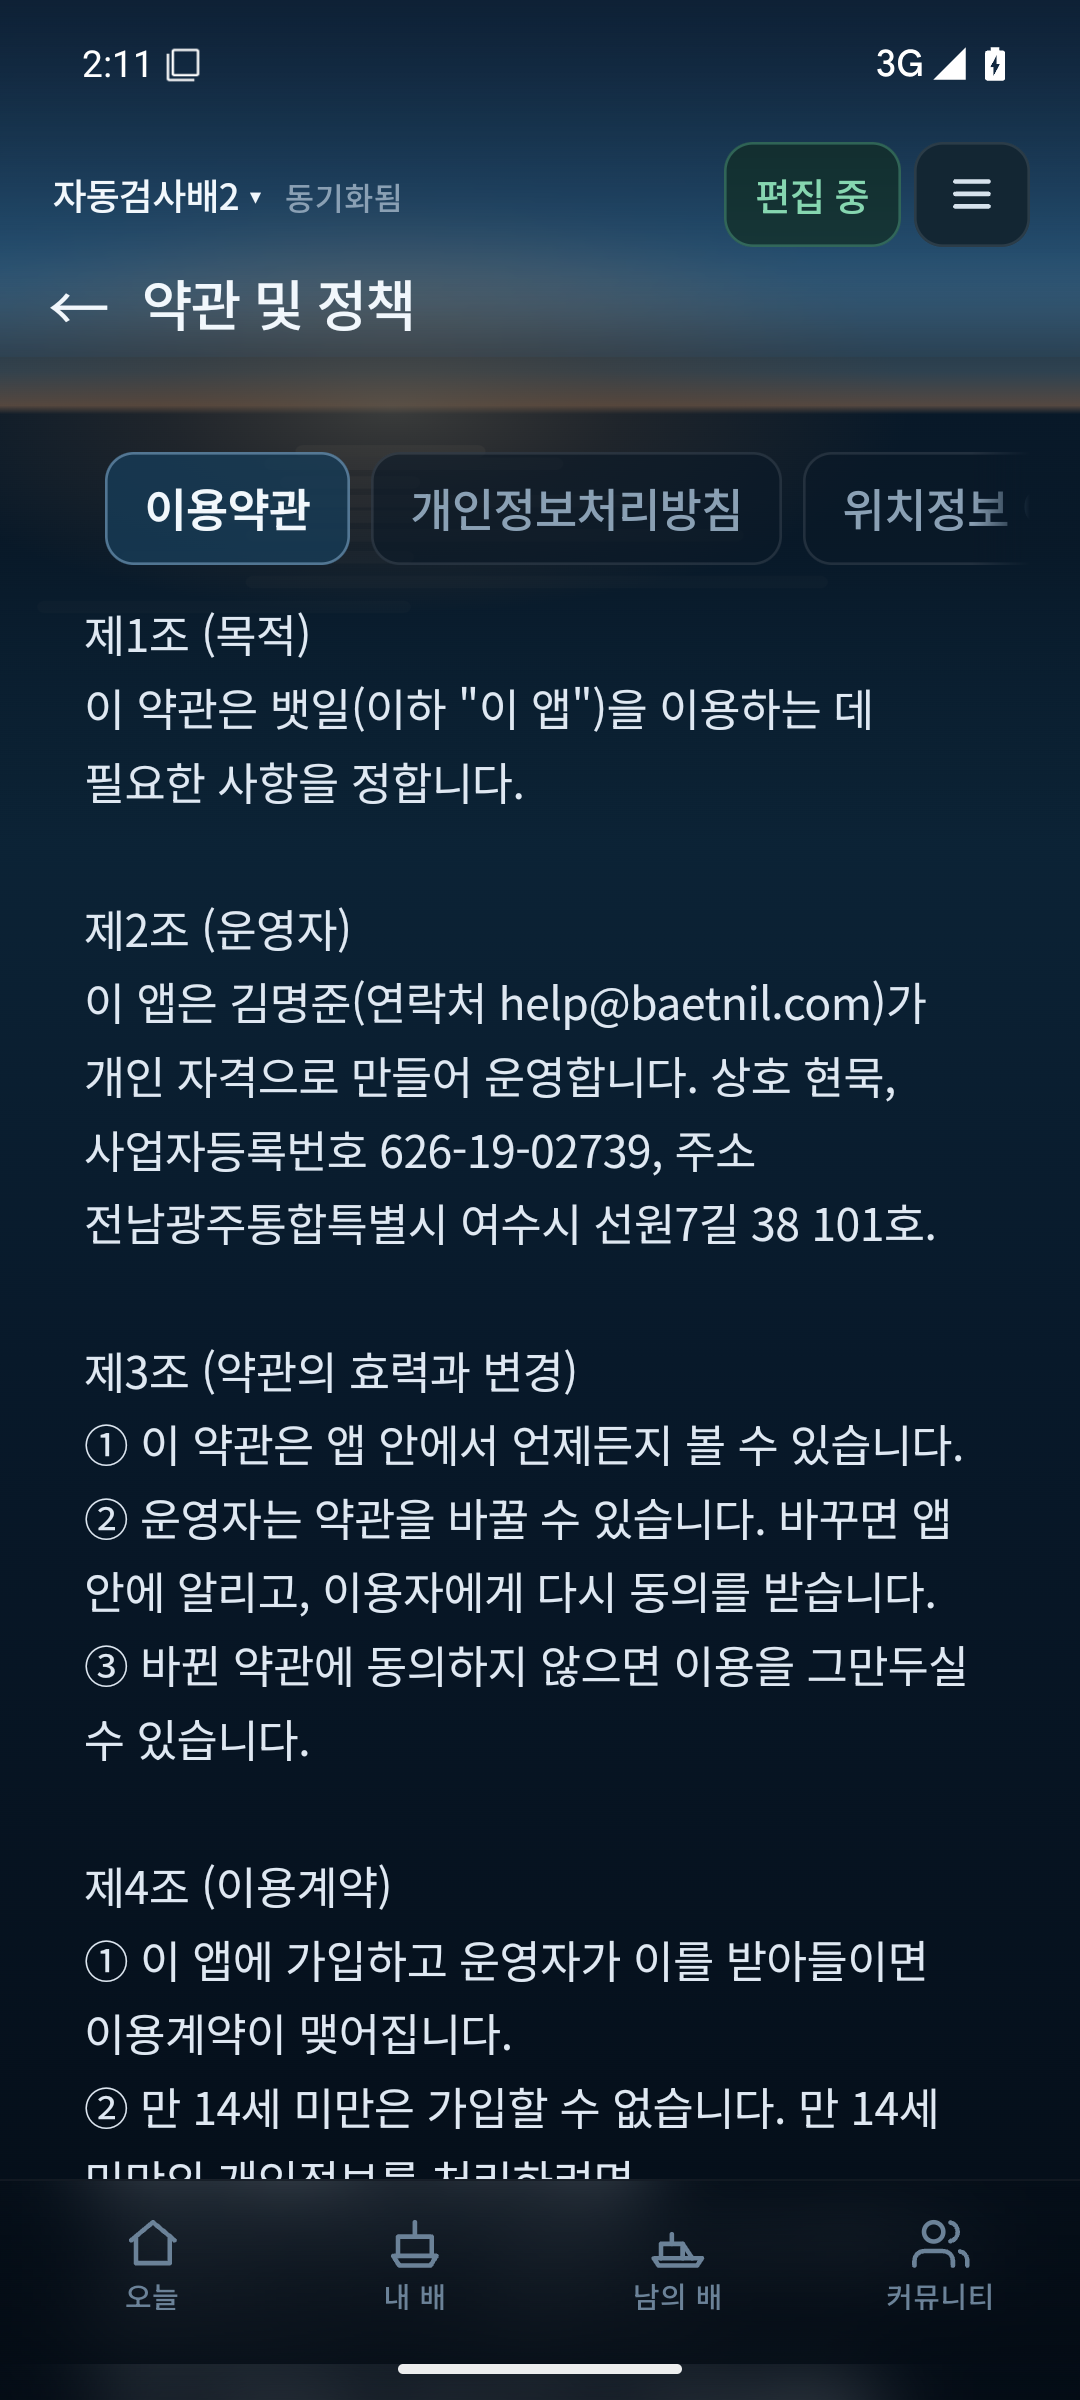 2:11
3G
자동검사배2 ▾ 동기화됨
편집 중
← 약관 및 정책
이용약관
개인정보처리방침
위치정보
제1조 (목적)
이 약관은 뱃일(이하 "이 앱")을 이용하는 데
필요한 사항을 정합니다.
제2조 (운영자)
이 앱은 김명준(연락처 help@baetnil.com)가
개인 자격으로 만들어 운영합니다. 상호 현묵,
사업자등록번호 626-19-02739, 주소
전남광주통합특별시 여수시 선원7길 38 101호.
제3조 (약관의 효력과 변경)
① 이 약관은 앱 안에서 언제든지 볼 수 있습니다.
② 운영자는 약관을 바꿀 수 있습니다. 바꾸면 앱
안에 알리고, 이용자에게 다시 동의를 받습니다.
③ 바뀐 약관에 동의하지 않으면 이용을 그만두실
수 있습니다.
제4조 (이용계약)
① 이 앱에 가입하고 운영자가 이를 받아들이면
이용계약이 맺어집니다.
② 만 14세 미만은 가입할 수 없습니다. 만 14세
미만의 개인정보를 처리하려면
오늘
내 배
남의 배
커뮤니티